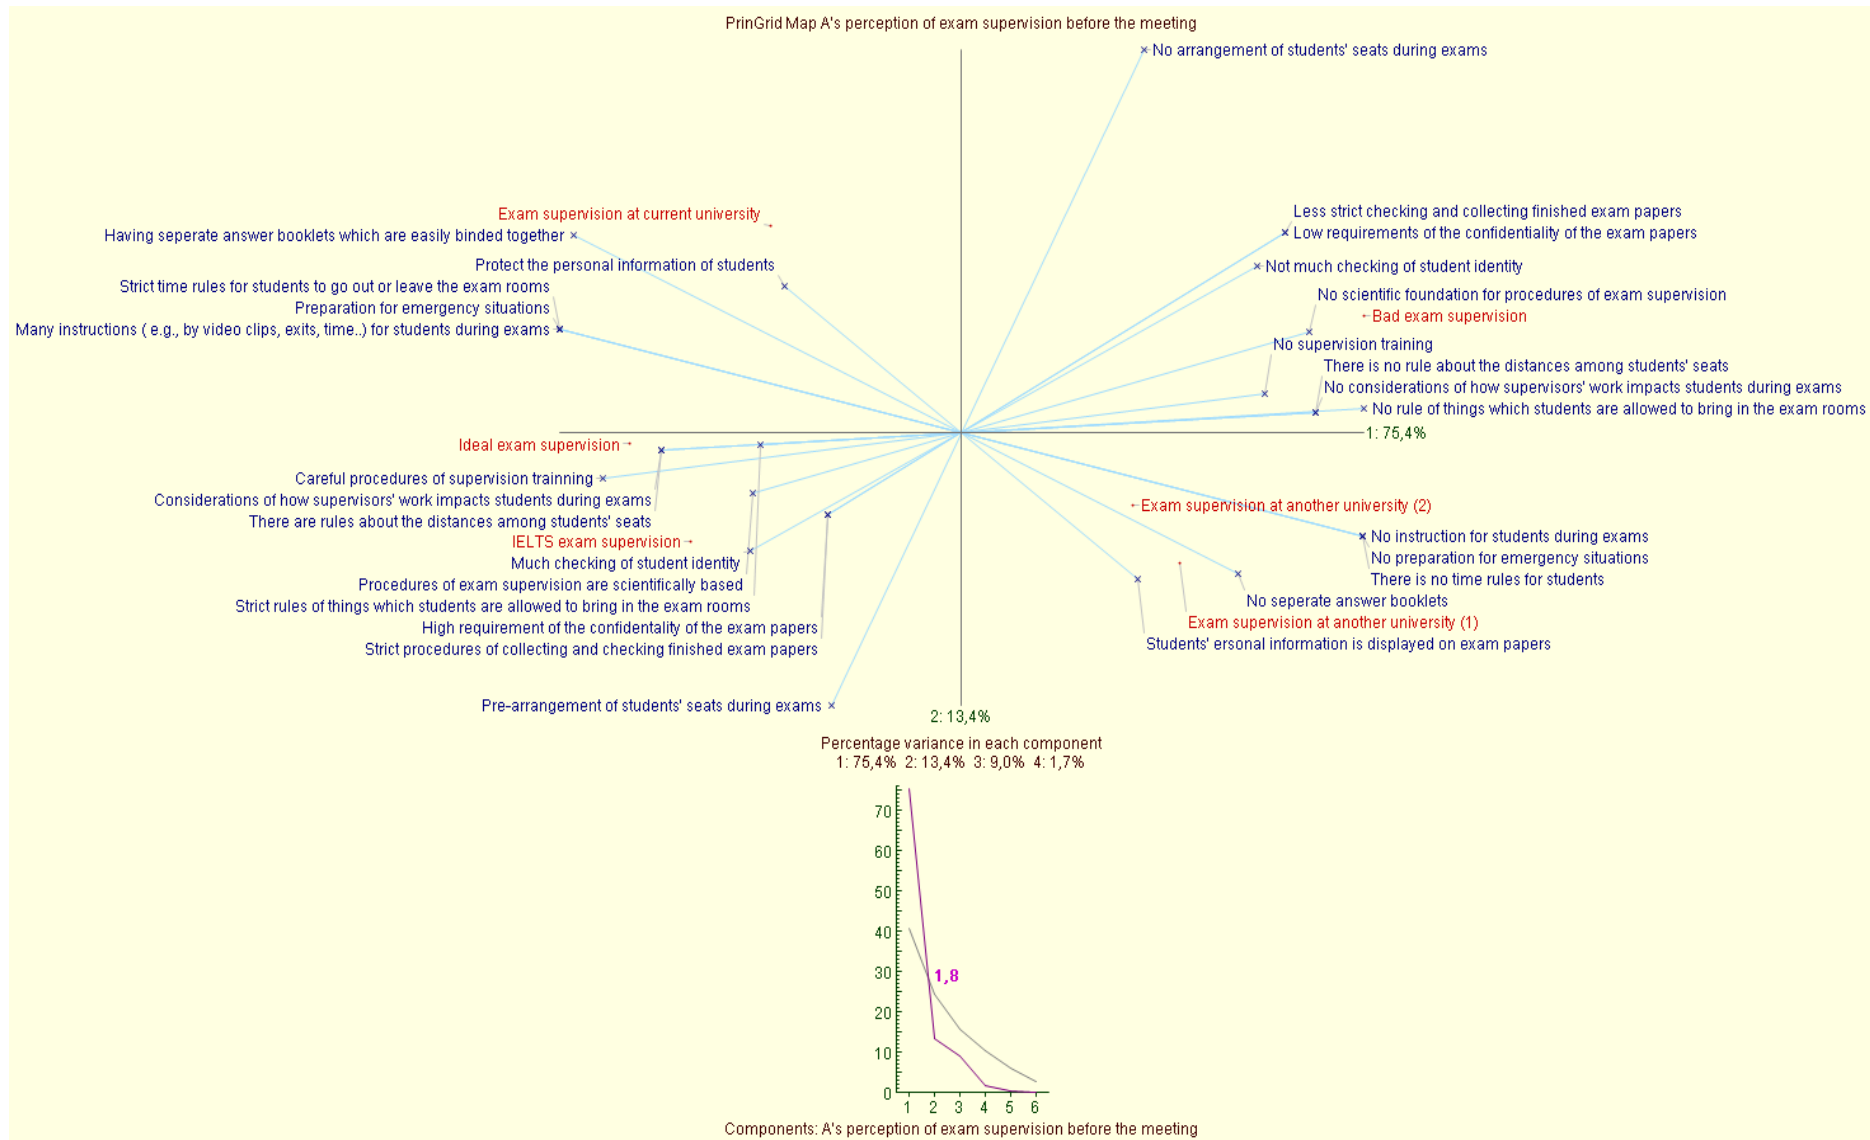 PrinGrid Map A's perception of exam supervision before the meeting
No arrangement of students' seats during exams
Exam supervision at current university
Having seperate answer booklets which are easily binded together
Protect the personal information of students
Strict time rules for students to go out or leave the exam rooms
Preparation for emergency situations
Many instructions ( e.g., by video clips, exits, time..) for students during exams
Less strict checking and collecting finished exam papers
Low requirements of the confidentiality of the exam papers
Not much checking of student identity
No scientific foundation for procedures of exam supervision
Bad exam supervision
No supervision training
There is no rule about the distances among students' seats
No considerations of how supervisors' work impacts students during exams
No rule of things which students are allowed to bring in the exam rooms
1: 75,4%
Ideal exam supervision
Careful procedures of supervision trainning
Considerations of how supervisors' work impacts students during exams
There are rules about the distances among students' seats
IELTS exam supervision
Much checking of student identity
Procedures of exam supervision are scientifically based
Strict rules of things which students are allowed to bring in the exam rooms
High requirement of the confidentality of the exam papers
Strict procedures of collecting and checking finished exam papers
Pre-arrangement of students' seats during exams
Exam supervision at another university (2)
No instruction for students during exams
No preparation for emergency situations
There is no time rules for students
No seperate answer booklets
Exam supervision at another university (1)
Students' ersonal information is displayed on exam papers
2: 13,4%
Percentage variance in each component
1: 75,4% 2: 13,4% 3: 9,0% 4: 1,7%
70
60
50
40
30
20
10
0
1,8
1 2 3 4 5 6
Components: A's perception of exam supervision before the meeting